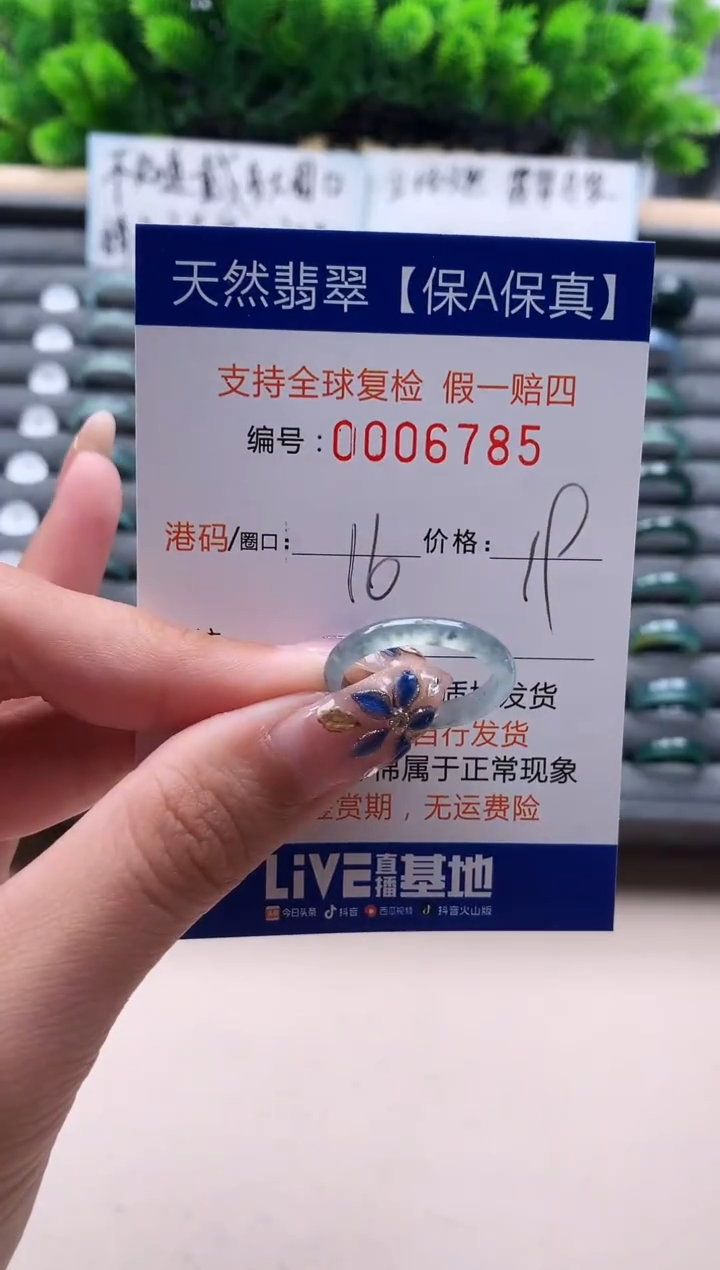 天然翡翠【保A保真】
支持全球复检 假一赔四
编号：0006785
港码/圈口： 16 价格：
发货
自行发货
棉属于正常现象
赏期，无运费险
LiVE直播基地
今日头条 抖音 西瓜视频 抖音火山版